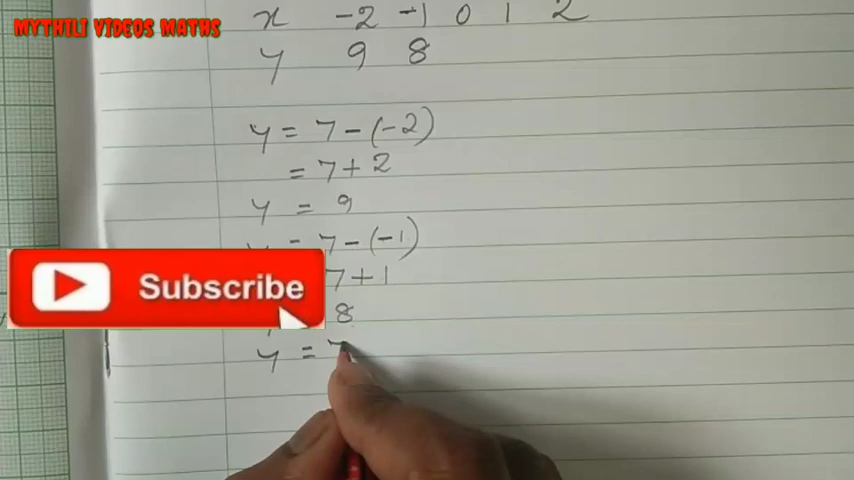 MYTHILI VIDEOS MATHS
x -2 -1 0 1 2
y 9 8
y = 7 - (-2)
= 7 + 2
y = 9
y = 7 - (-1)
7 + 1
8
y = 7
Subscribe